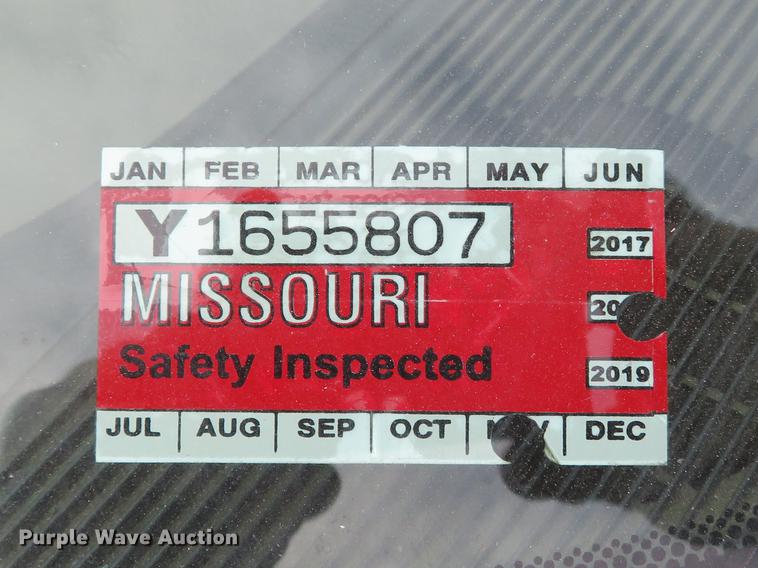 JAN FEB MAR APR MAY JUN
Y1655807
2017
MISSOURI
20
Safety Inspected
2019
JUL AUG SEP OCT DEC
Purple Wave Auction